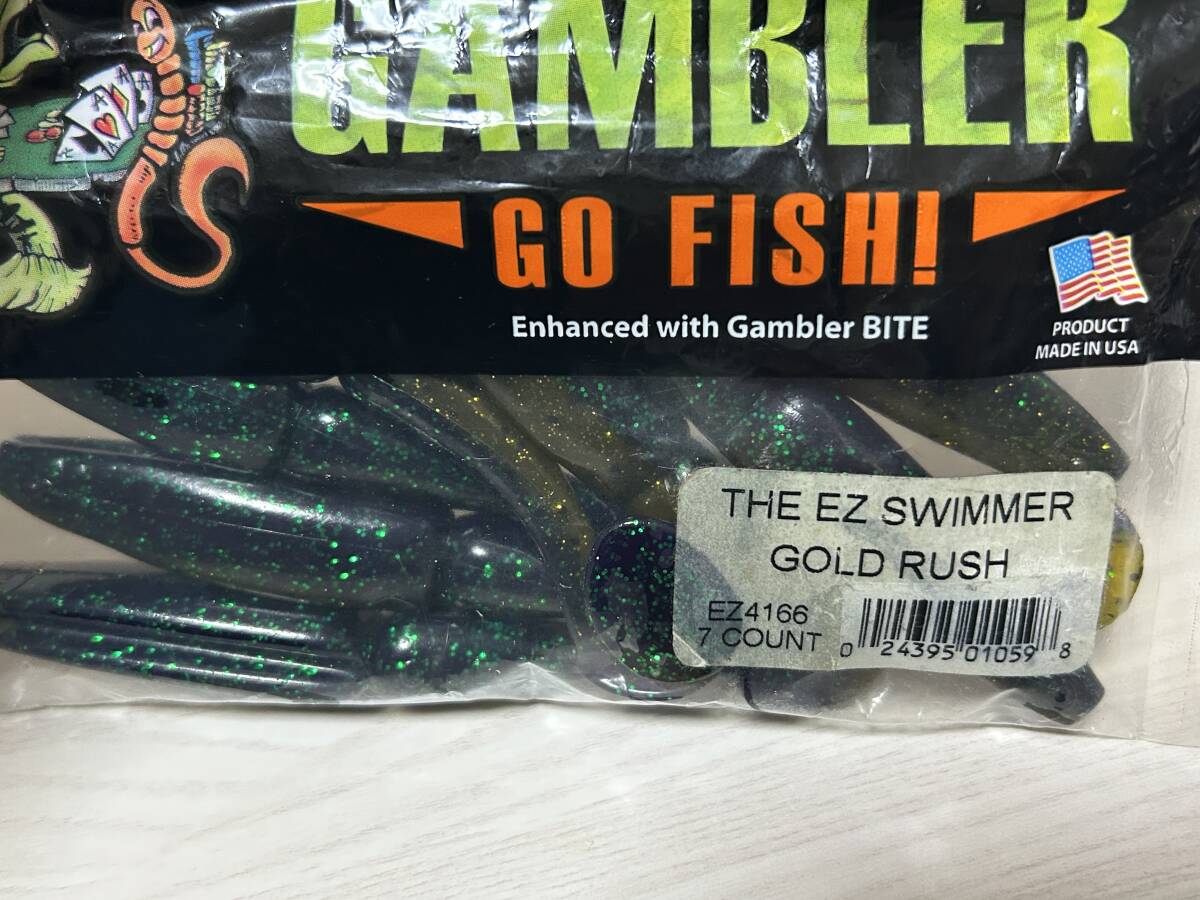 GAMBLER
GO FISH!
Enhanced with Gambler BITE
PRODUCT
MADE IN USA
THE EZ SWIMMER
GOLD RUSH
EZ4166
7 COUNT
0 24395 01059 8